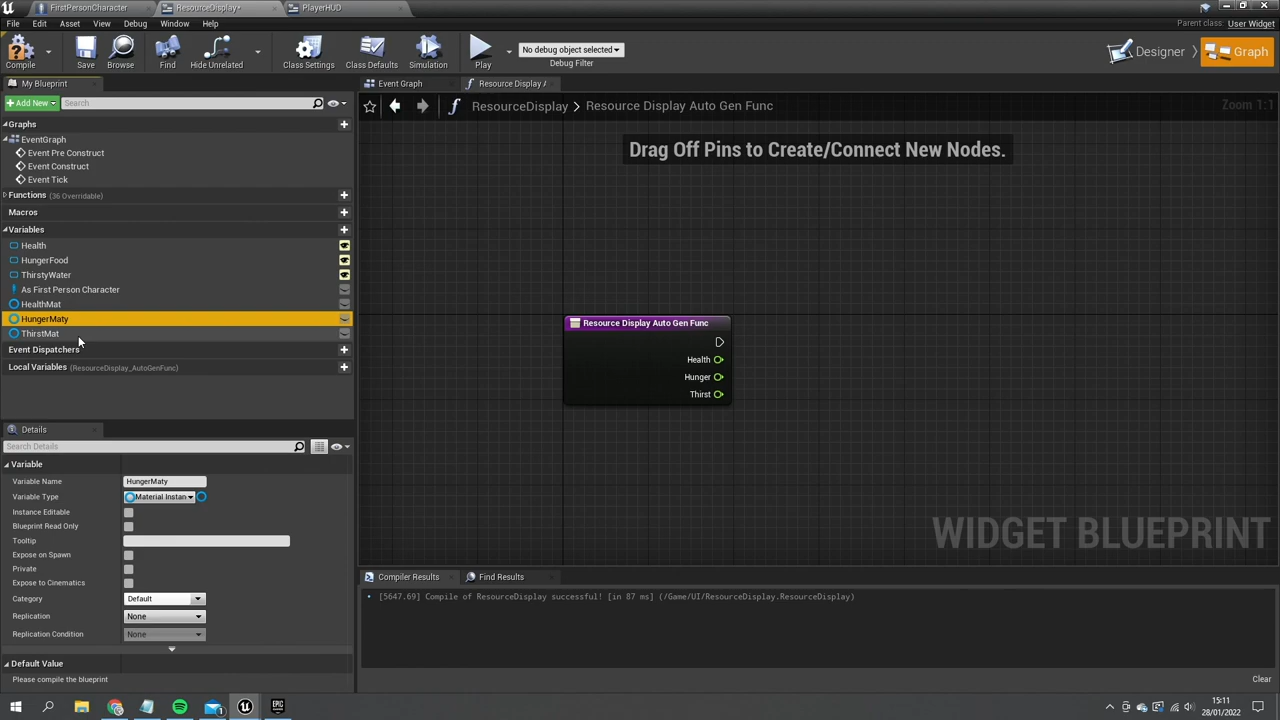 FirstPersonCharacter
ResourceDisplay*
PlayerHUD
File Edit Asset View Debug Window Help
Parent class: User Widget
Compile
Save
Browse
Find
Hide Unrelated
Class Settings
Class Defaults
Simulation
Play
No debug object selected
Debug Filter
Designer
Graph
My Blueprint
+Add New
Search
Graphs
EventGraph
Event Pre Construct
Event Construct
Event Tick
Functions (36 Overridable)
Macros
Variables
Health
HungerFood
ThirstyWater
As First Person Character
HealthMat
HungerMaty
ThirstMat
Event Dispatchers
Local Variables (ResourceDisplay_AutoGenFunc)
Details
Search Details
Variable
Variable Name HungerMaty
Variable Type Material Instan
Instance Editable
Blueprint Read Only
Tooltip
Expose on Spawn
Private
Expose to Cinematics
Category Default
Replication None
Replication Condition None
Default Value
Please compile the blueprint
Event Graph
Resource Display /
ResourceDisplay > Resource Display Auto Gen Func
Zoom 1:1
Drag Off Pins to Create/Connect New Nodes.
Resource Display Auto Gen Func
Health
Hunger
Thirst
WIDGET BLUEPRINT
Compiler Results
Find Results
[5647.69] Compile of ResourceDisplay successful! [in 87 ms] (/Game/UI/ResourceDisplay.ResourceDisplay)
Clear
EPIC
15:11
28/01/2022